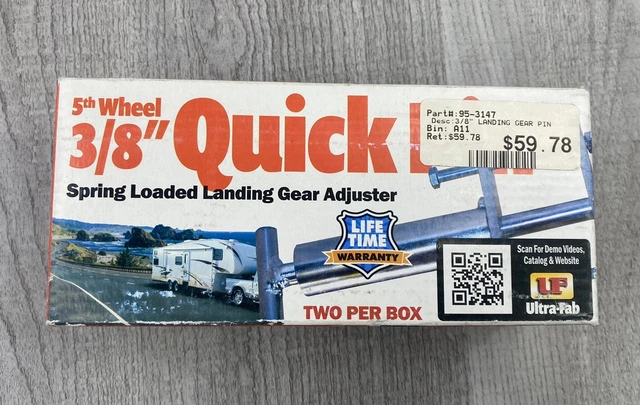 5th Wheel
3/8" Quick
Part#:95-3147
Desc:3/8" LANDING GEAR PIN
Bin: A11
Ret:$59.78
$59.78
Spring Loaded Landing Gear Adjuster
LIFE
TIME
WARRANTY
TWO PER BOX
Scan For Demo Videos,
Catalog & Website
UF
Ultra-Fab